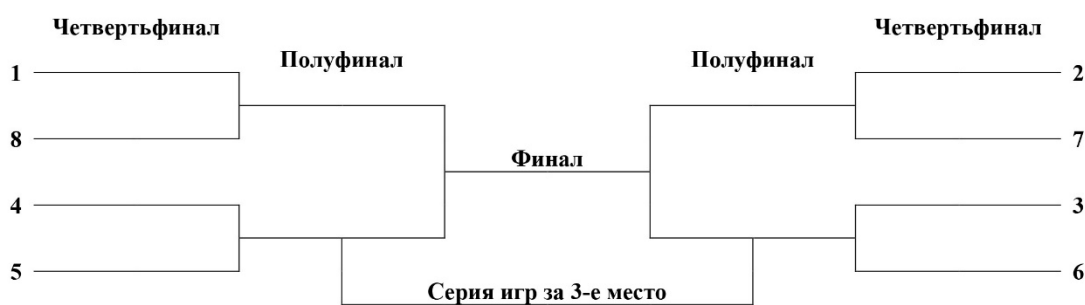 Четвертьфинал Четвертьфинал
Полуфинал Полуфинал
1 2
8 7
Финал
4 3
5 6
Серия игр за 3-е место